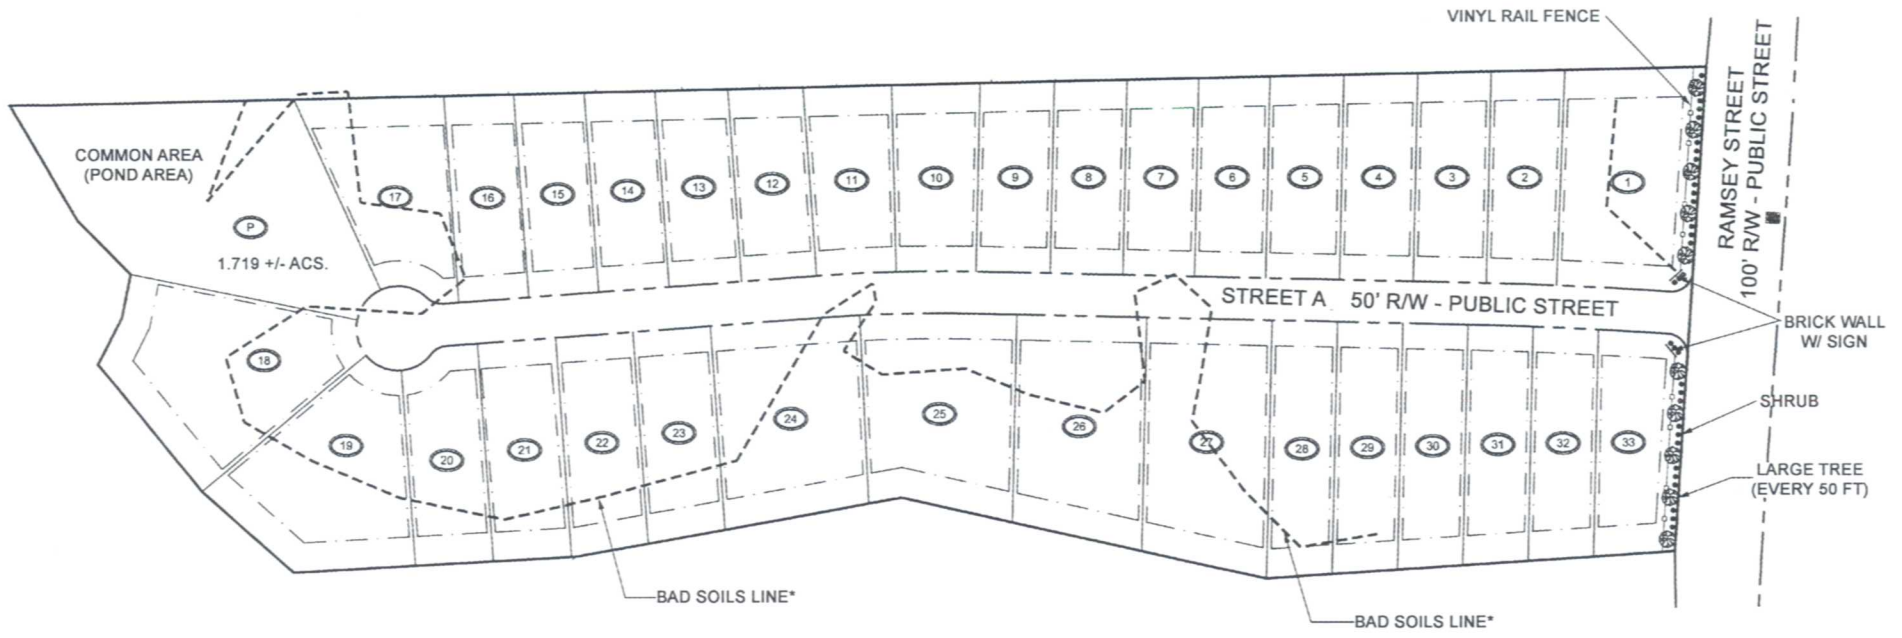 VINYL RAIL FENCE
RAMSEY STREET
100' R/W - PUBLIC STREET
COMMON AREA
(POND AREA)
P
1.719 +/- ACS.
17
16
15
14
13
12
11
10
9
8
7
6
5
4
3
2
1
STREET A 50' R/W - PUBLIC STREET
BRICK WALL
W/ SIGN
18
19
20
21
22
23
24
25
26
27
28
29
30
31
32
33
SHRUB
LARGE TREE
(EVERY 50 FT)
BAD SOILS LINE*
BAD SOILS LINE*